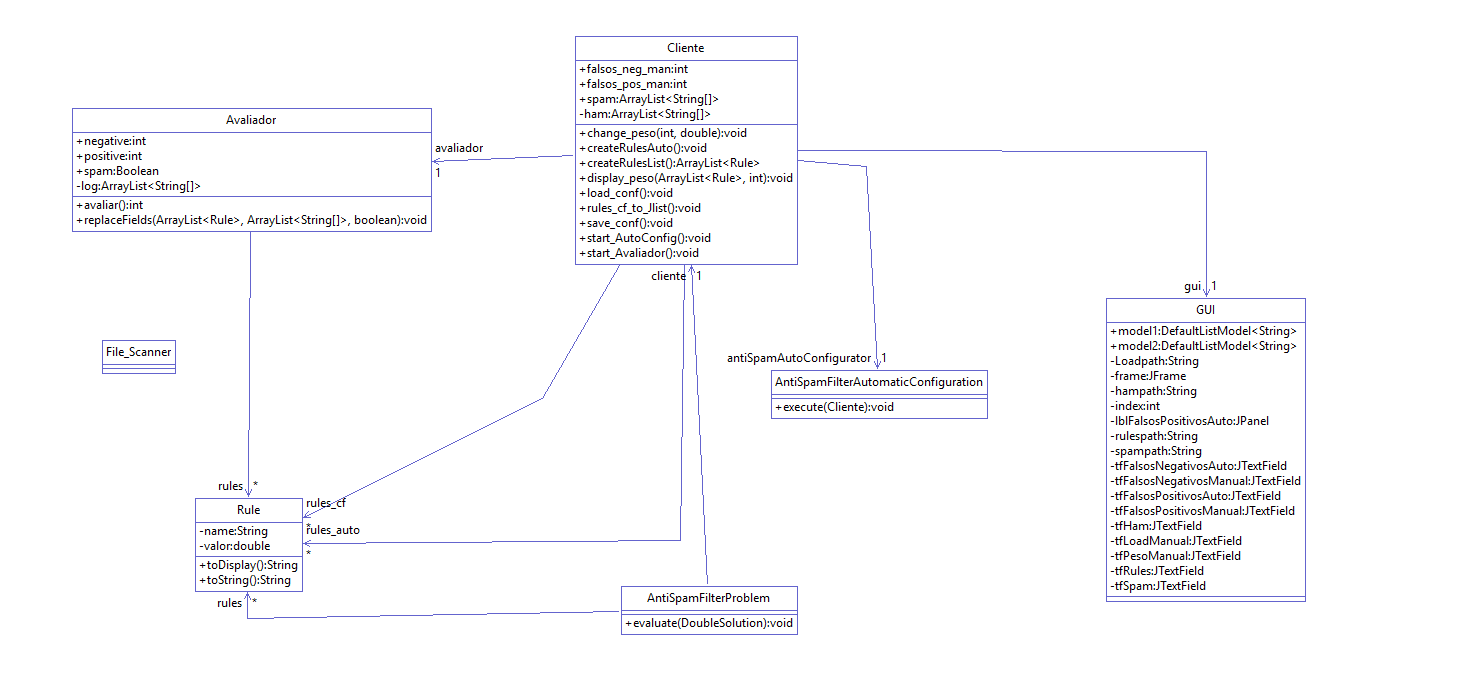 Cliente
+falsos_neg_man:int
+falsos_pos_man:int
+spam:ArrayList<String[]>
-ham:ArrayList<String[]>
+change_peso(int, double):void
+createRulesAuto():void
+createRulesList():ArrayList<Rule>
+display_peso(ArrayList<Rule>, int):void
+load_conf():void
+rules_cf_to_Jlist():void
+save_conf():void
+start_AutoConfig():void
+start_Avaliador():void
Avaliador
+negative:int
+positive:int
+spam:Boolean
-log:ArrayList<String[]>
+avaliar():int
+replaceFields(ArrayList<Rule>, ArrayList<String[]>, boolean):void
avaliador
1
cliente 1
gui 1
GUI
+model1:DefaultListModel<String>
+model2:DefaultListModel<String>
-Loadpath:String
-frame:JFrame
-hampath:String
-index:int
-lblFalsosPositivosAuto:JPanel
-rulespath:String
-spampath:String
-tfFalsosNegativosAuto:JTextField
-tfFalsosNegativosManual:JTextField
-tfFalsosPositivosAuto:JTextField
-tfFalsosPositivosManual:JTextField
-tfHam:JTextField
-tfLoadManual:JTextField
-tfPesoManual:JTextField
-tfRules:JTextField
-tfSpam:JTextField
File_Scanner
antiSpamAutoConfigurator 1
AntiSpamFilterAutomaticConfiguration
+execute(Cliente):void
rules *
Rule
-name:String
-valor:double
+toDisplay():String
+toString():String
rules_cf
*
rules_auto
*
rules *
AntiSpamFilterProblem
+evaluate(DoubleSolution):void